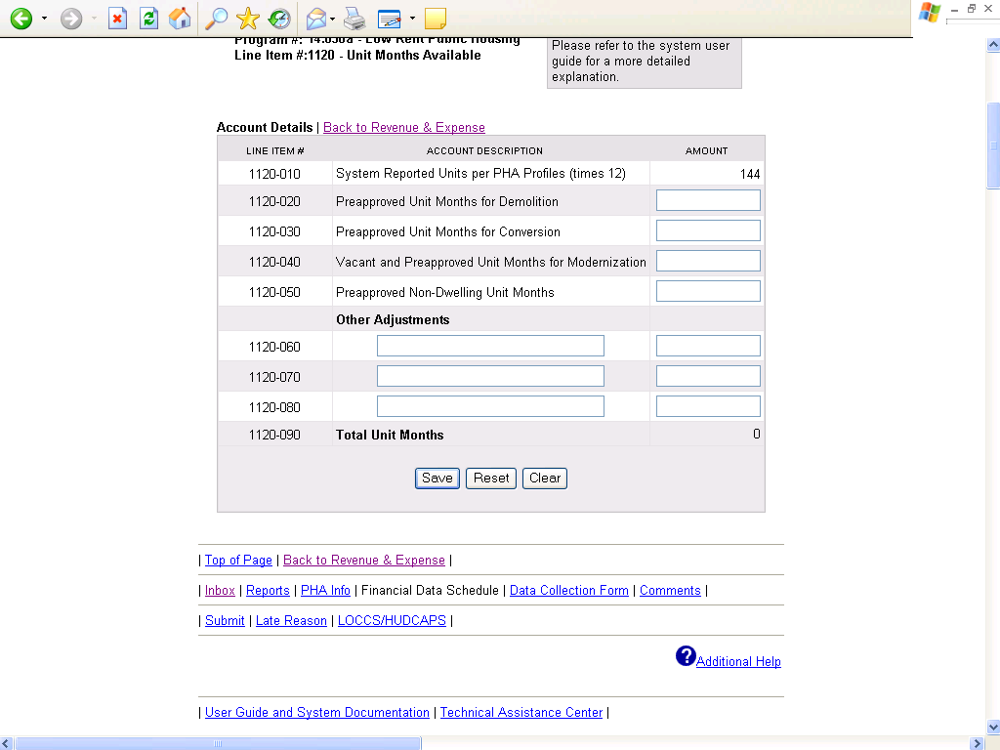 Program #: 14.850a - Low Rent Public Housing
Line Item #:1120 - Unit Months Available
Please refer to the system user
guide for a more detailed
explanation.
Account Details | Back to Revenue & Expense
LINE ITEM # ACCOUNT DESCRIPTION AMOUNT
1120-010 System Reported Units per PHA Profiles (times 12) 144
1120-020 Preapproved Unit Months for Demolition
1120-030 Preapproved Unit Months for Conversion
1120-040 Vacant and Preapproved Unit Months for Modernization
1120-050 Preapproved Non-Dwelling Unit Months
Other Adjustments
1120-060
1120-070
1120-080
1120-090 Total Unit Months 0
Save Reset Clear
| Top of Page | Back to Revenue & Expense |
| Inbox | Reports | PHA Info | Financial Data Schedule | Data Collection Form | Comments |
| Submit | Late Reason | LOCCS/HUDCAPS |
? Additional Help
| User Guide and System Documentation | Technical Assistance Center |